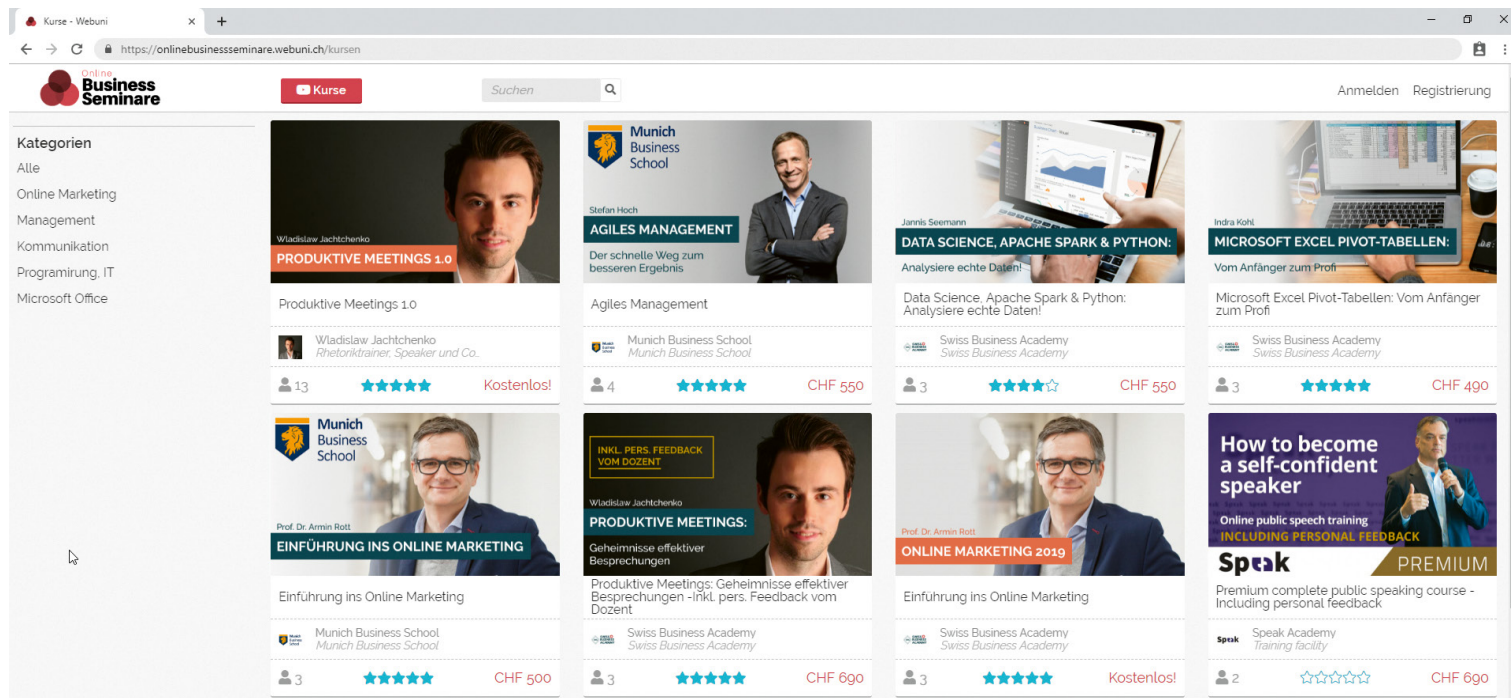 Kurse - Webuni
https://onlinebusinessseminare.webuni.ch/kursen
Online
Business
Seminare
Kurse
Suchen
Anmelden Registrierung
Kategorien
Alle
Online Marketing
Management
Kommunikation
Programirung, IT
Microsoft Office
Wladislaw Jachtchenko
PRODUKTIVE MEETINGS 1.0
Produktive Meetings 1.0
Wladislaw Jachtchenko
Rhetoriktrainer, Speaker und Co...
13 Kostenlos!
Munich
Business
School
Stefan Hoch
AGILES MANAGEMENT
Der schnelle Weg zum
besseren Ergebnis
Agiles Management
Munich Business School
Munich Business School
4 CHF 550
Jannis Seemann
DATA SCIENCE, APACHE SPARK & PYTHON:
Analysiere echte Daten!
Data Science, Apache Spark & Python:
Analysiere echte Daten!
Swiss Business Academy
Swiss Business Academy
3 CHF 550
Indra Kohl
MICROSOFT EXCEL PIVOT-TABELLEN:
Vom Anfänger zum Profi
Microsoft Excel Pivot-Tabellen: Vom Anfänger
zum Profi
Swiss Business Academy
Swiss Business Academy
3 CHF 490
Munich
Business
School
Prof. Dr. Armin Rott
EINFÜHRUNG INS ONLINE MARKETING
Einführung ins Online Marketing
Munich Business School
Munich Business School
3 CHF 500
INKL. PERS. FEEDBACK
VOM DOZENT
Wladislaw Jachtchenko
PRODUKTIVE MEETINGS:
Geheimnisse effektiver
Besprechungen
Produktive Meetings: Geheimnisse effektiver
Besprechungen -Inkl. pers. Feedback vom
Dozent
Swiss Business Academy
Swiss Business Academy
3 CHF 690
Prof. Dr. Armin Rott
ONLINE MARKETING 2019
Einführung ins Online Marketing
Swiss Business Academy
Swiss Business Academy
3 Kostenlos!
How to become
a self-confident
speaker
Online public speech training
INCLUDING PERSONAL FEEDBACK
Speak PREMIUM
Premium complete public speaking course -
Including personal feedback
Speak
Speak Academy
Training facility
2 CHF 690